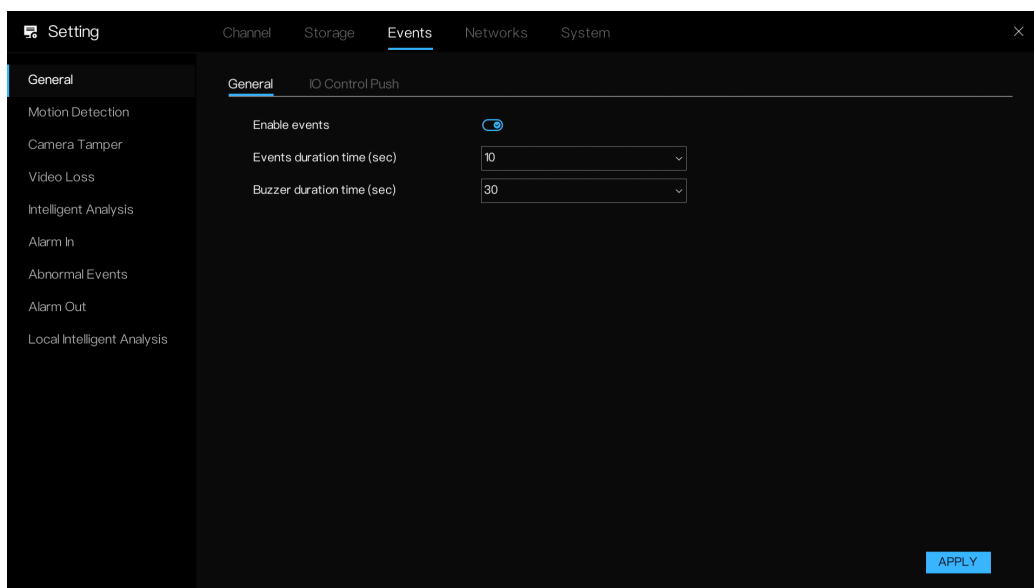 Setting
Channel Storage Events Networks System
General
Motion Detection
Camera Tamper
Video Loss
Intelligent Analysis
Alarm In
Abnormal Events
Alarm Out
Local Intelligent Analysis
General IO Control Push
Enable events
Events duration time (sec) 10
Buzzer duration time (sec) 30
APPLY